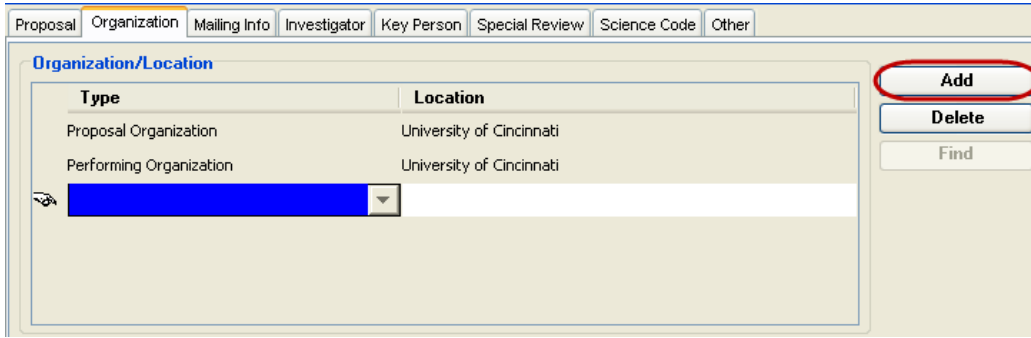 Proposal Organization Mailing Info Investigator Key Person Special Review Science Code Other
Organization/Location
Add
Type Location
Delete
Proposal Organization University of Cincinnati
Find
Performing Organization University of Cincinnati